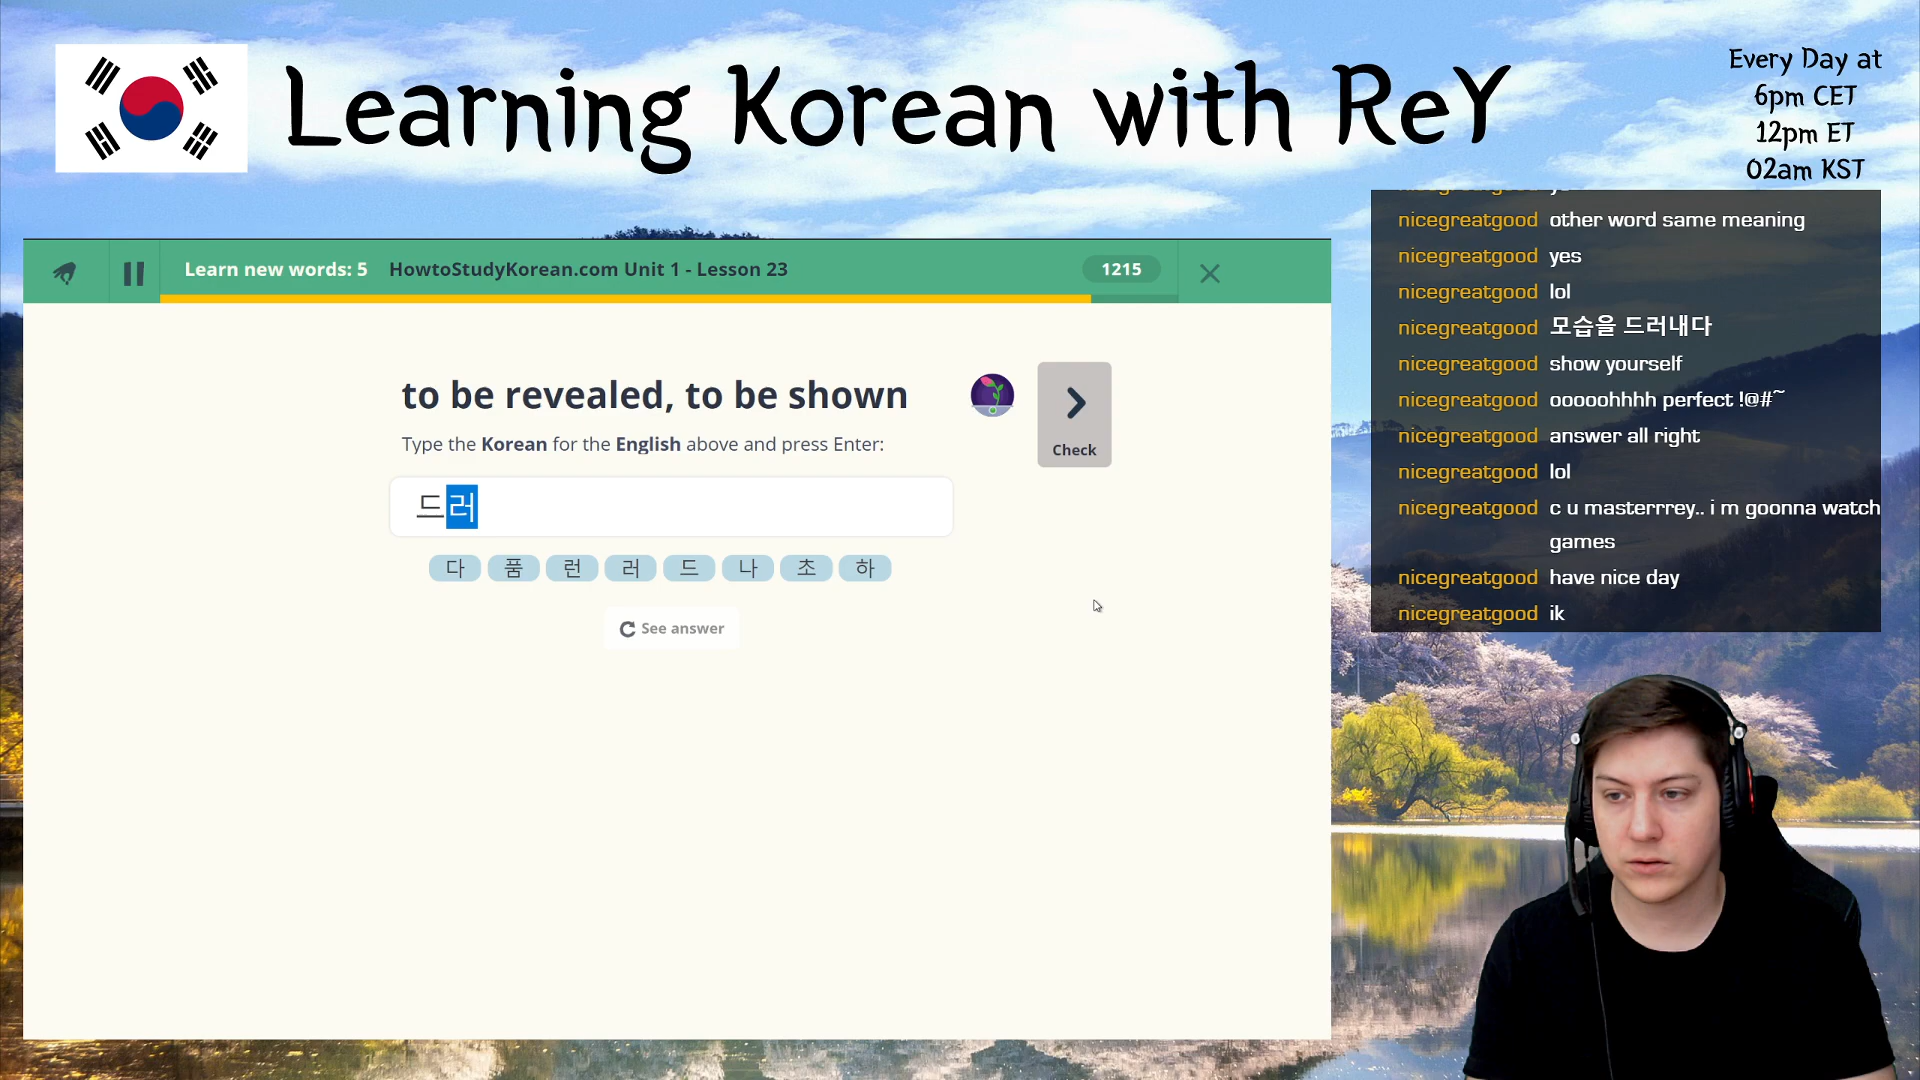 Learning Korean with ReY
Every Day at
6pm CET
12pm ET
02am KST
Learn new words: 5 HowtoStudyKorean.com Unit 1 - Lesson 23
1215
to be revealed, to be shown
Type the Korean for the English above and press Enter:
Check
드러
다 품 런 러 드 나 초 하
See answer
nicegreatgood other word same meaning
nicegreatgood yes
nicegreatgood lol
nicegreatgood 모습을 드러내다
nicegreatgood show yourself
nicegreatgood ooooohhhh perfect !@#~
nicegreatgood answer all right
nicegreatgood lol
nicegreatgood c u masterrrey.. i m goonna watch
games
nicegreatgood have nice day
nicegreatgood ik